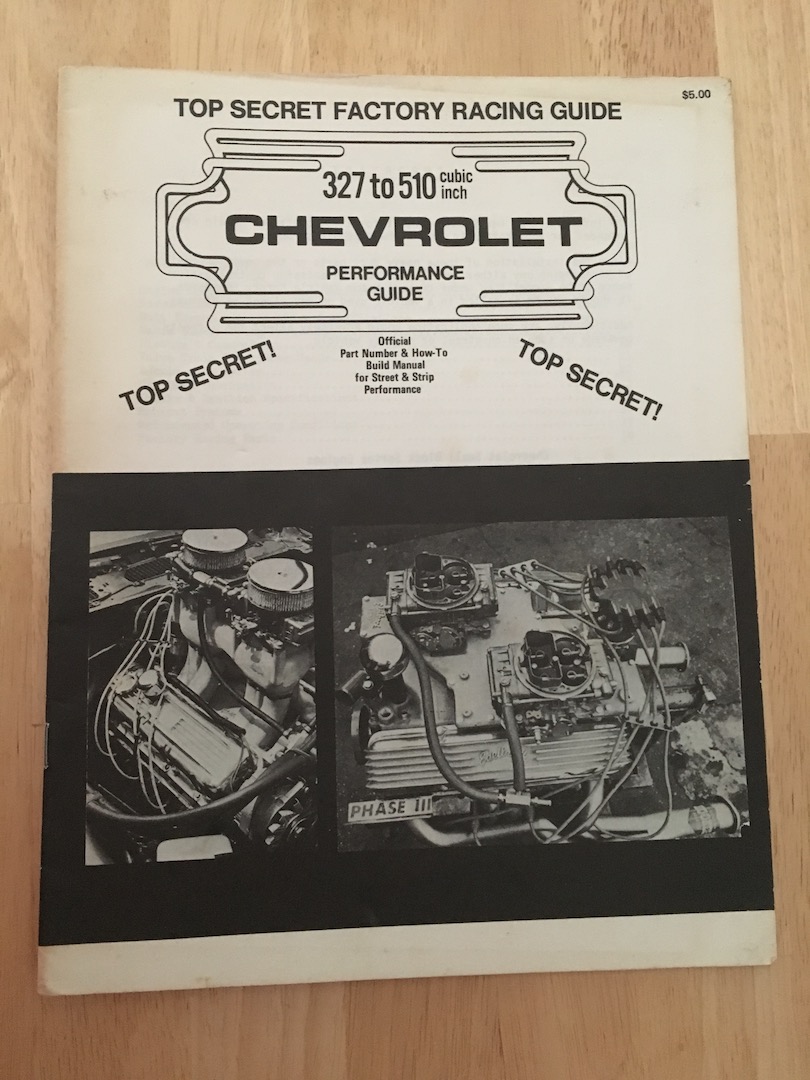 $5.00
TOP SECRET FACTORY RACING GUIDE
327 to 510 cubic inch
CHEVROLET
PERFORMANCE
GUIDE
TOP SECRET!
Official
Part Number & How-To
Build Manual
for Street & Strip
Performance
TOP SECRET!
PHASE III